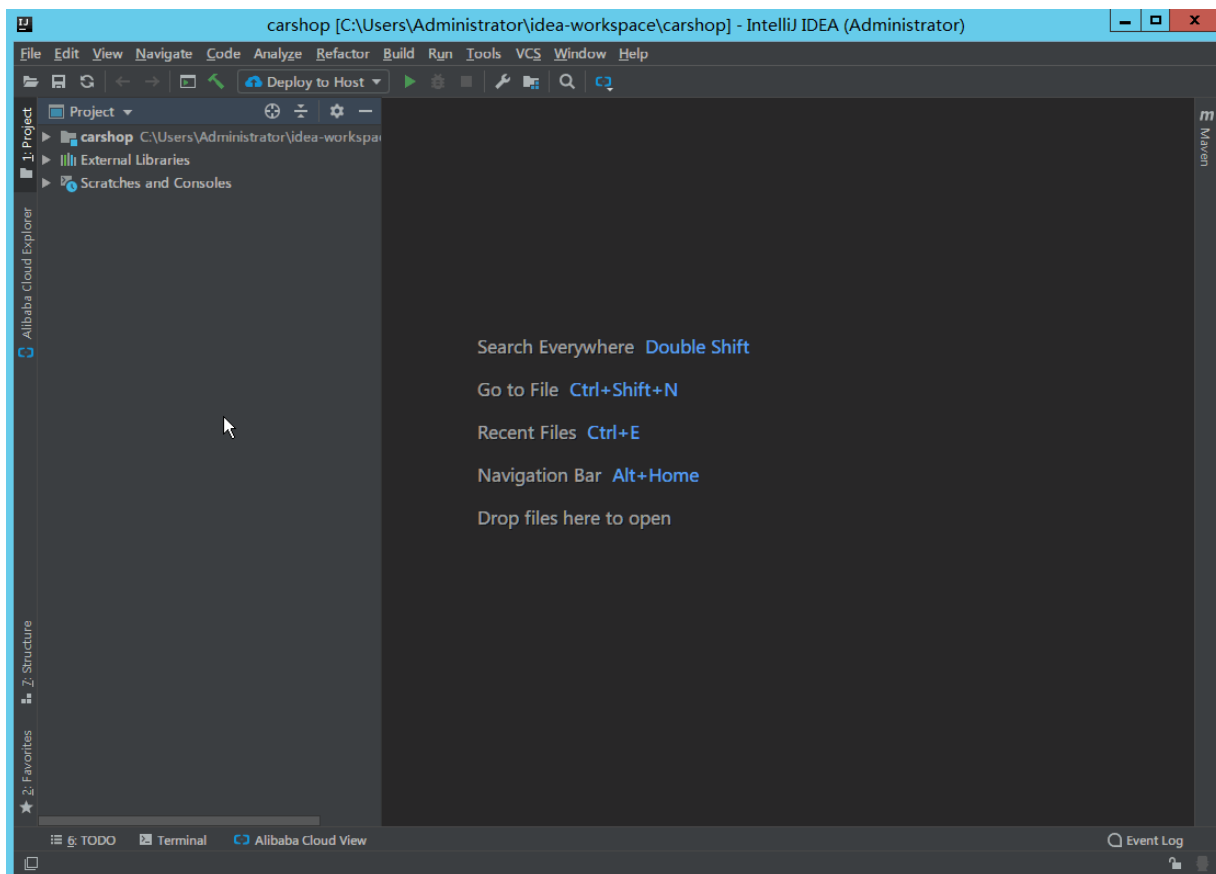 carshop [C:\Users\Administrator\idea-workspace\carshop] - IntelliJ IDEA (Administrator)
File Edit View Navigate Code Analyze Refactor Build Run Tools VCS Window Help
Deploy to Host
Project
carshop C:\Users\Administrator\idea-workspa
External Libraries
Scratches and Consoles
1: Project
Alibaba Cloud Explorer
7: Structure
2: Favorites
m Maven
Search Everywhere Double Shift
Go to File Ctrl+Shift+N
Recent Files Ctrl+E
Navigation Bar Alt+Home
Drop files here to open
6: TODO Terminal Alibaba Cloud View Event Log